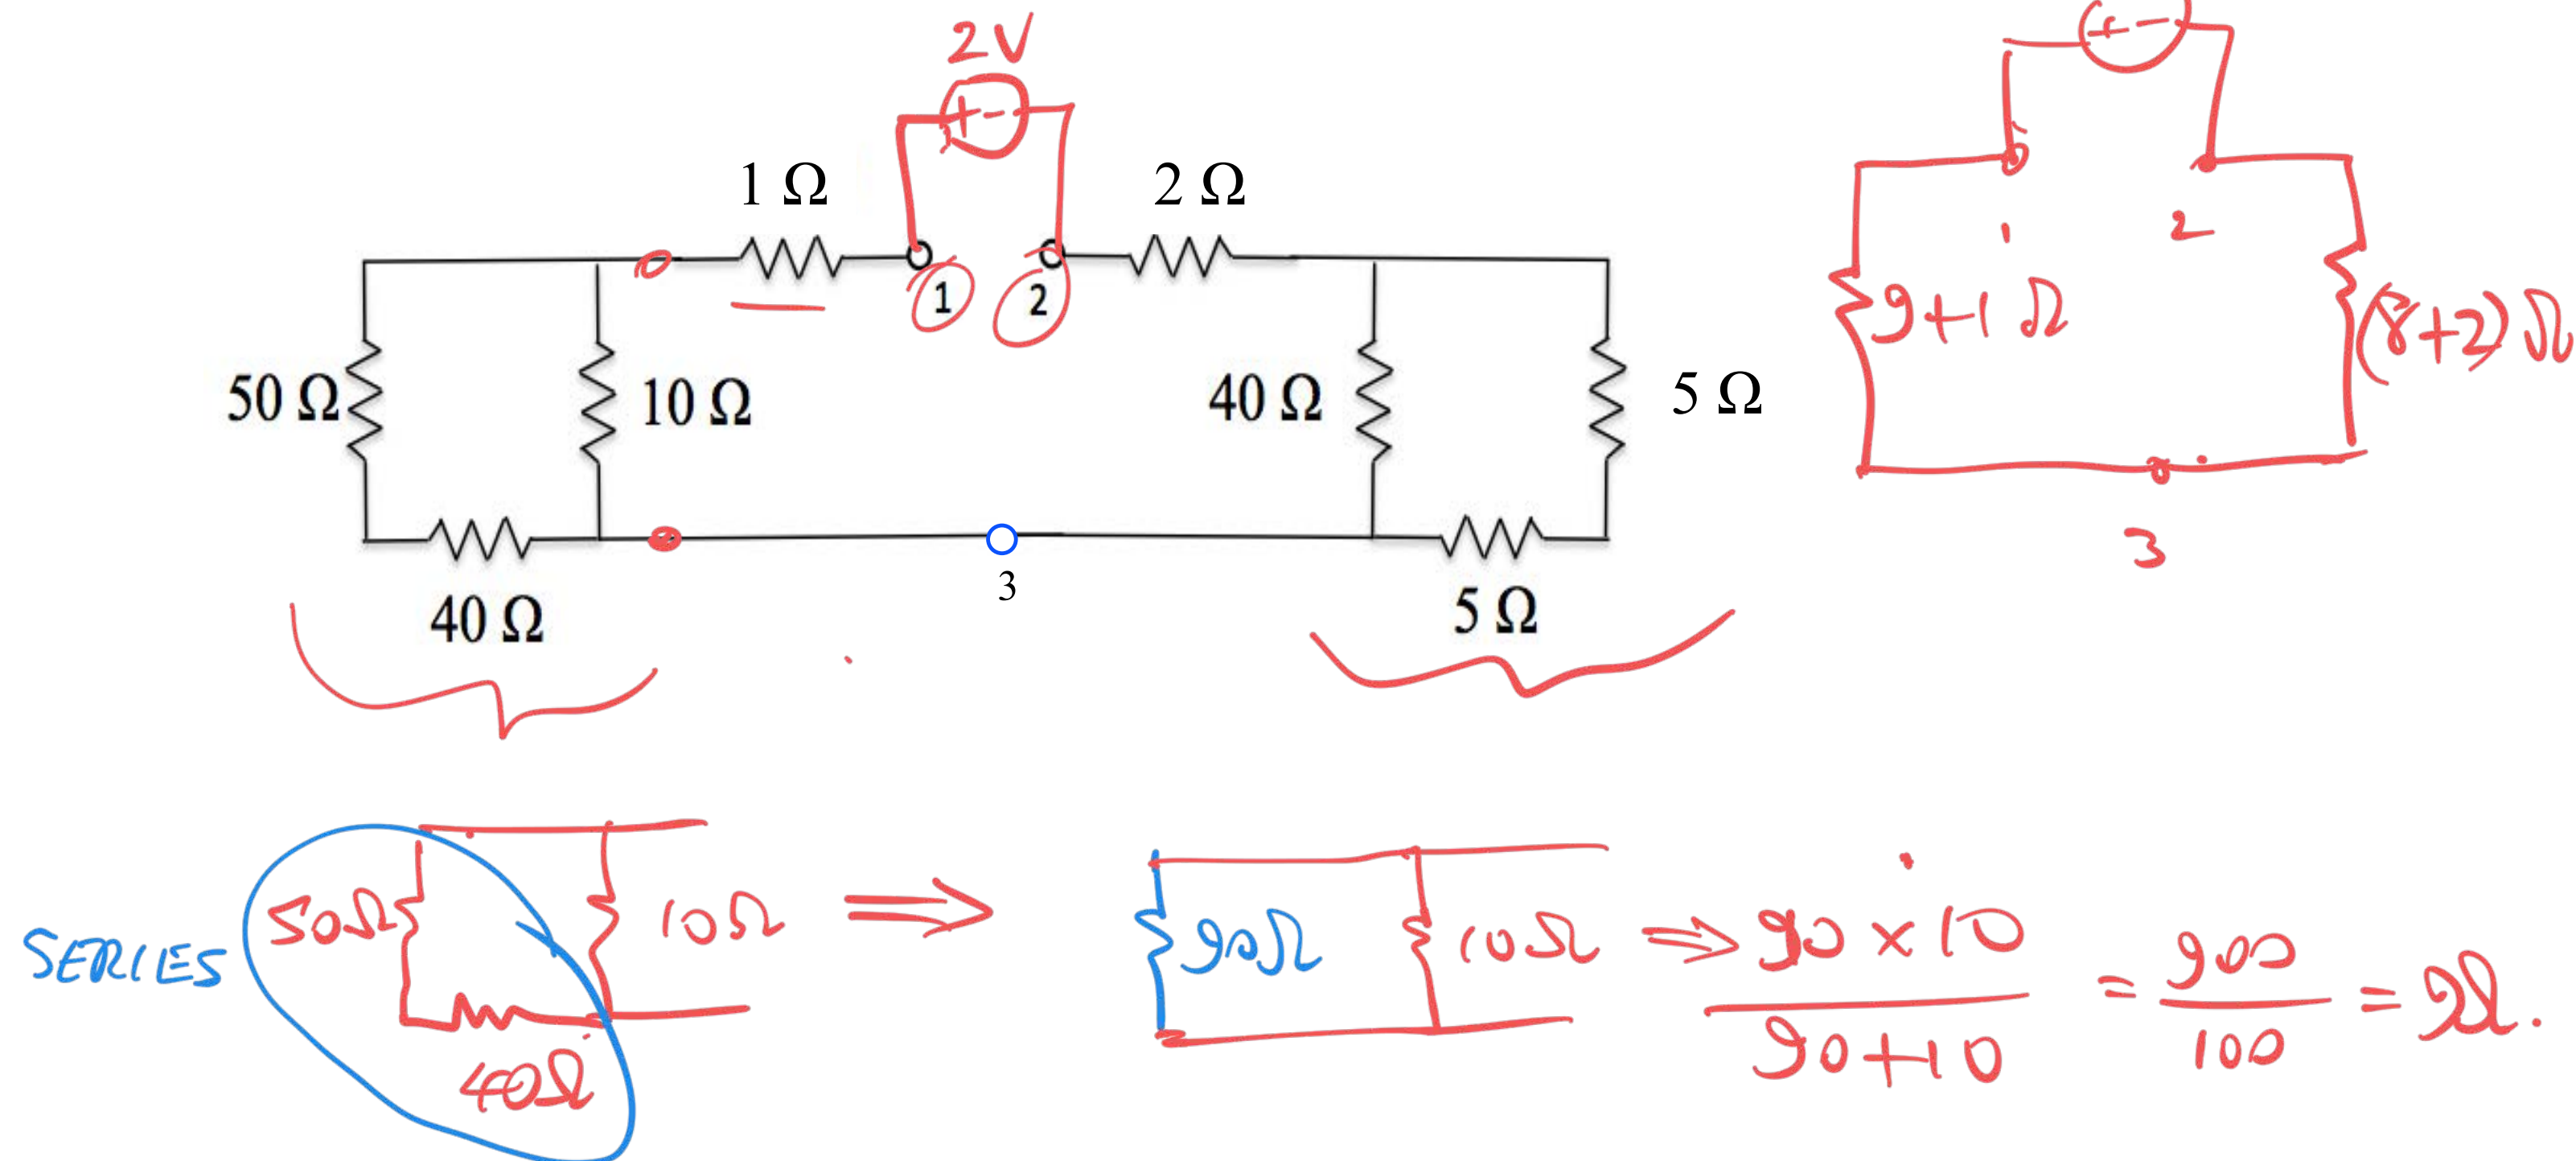 2V
+ -
+ -
1 Ω
2 Ω
1
2
1
2
50 Ω
10 Ω
40 Ω
5 Ω
9+1 Ω
(8+2) Ω
3
3
40 Ω
5 Ω
SERIES
50Ω
10Ω
40Ω
⇒
90Ω
10Ω
⇒ 90 × 10
90+10
= 900
100
= 9Ω.